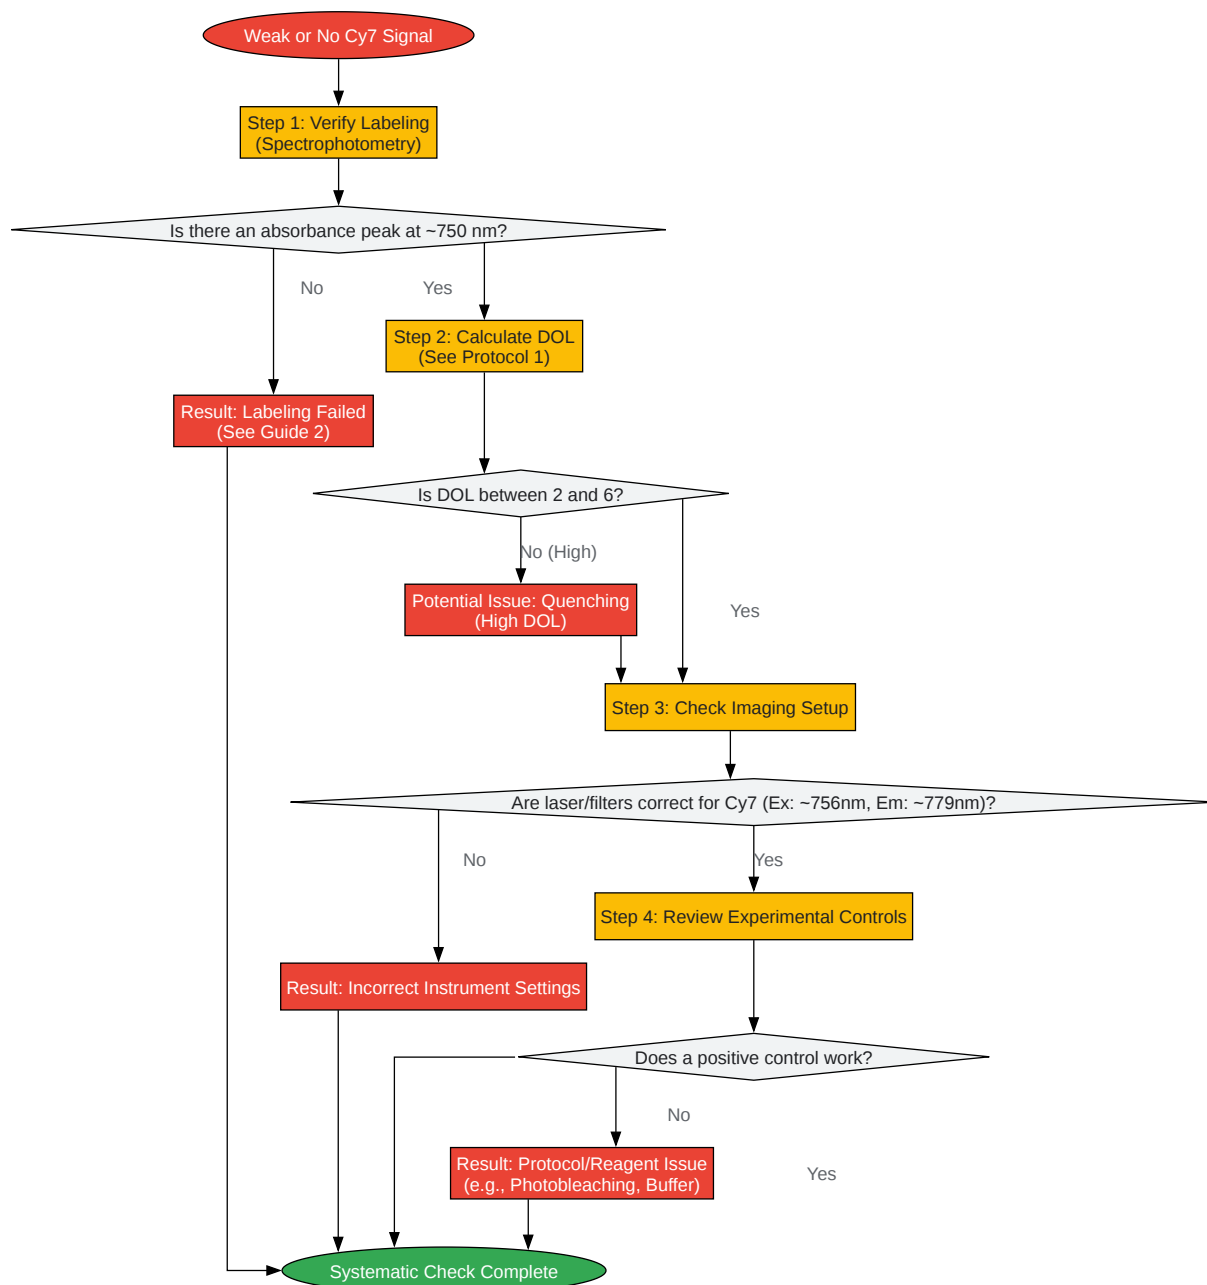 Weak or No Cy7 Signal
Step 1: Verify Labeling
(Spectrophotometry)
Is there an absorbance peak at ~750 nm?
No
Yes
Step 2: Calculate DOL
(See Protocol 1)
Result: Labeling Failed
(See Guide 2)
Is DOL between 2 and 6?
No (High)
Potential Issue: Quenching
(High DOL)
Yes
Step 3: Check Imaging Setup
Are laser/filters correct for Cy7 (Ex: ~756nm, Em: ~779nm)?
No
Yes
Step 4: Review Experimental Controls
Result: Incorrect Instrument Settings
Does a positive control work?
No
Result: Protocol/Reagent Issue
(e.g., Photobleaching, Buffer)
Yes
Systematic Check Complete